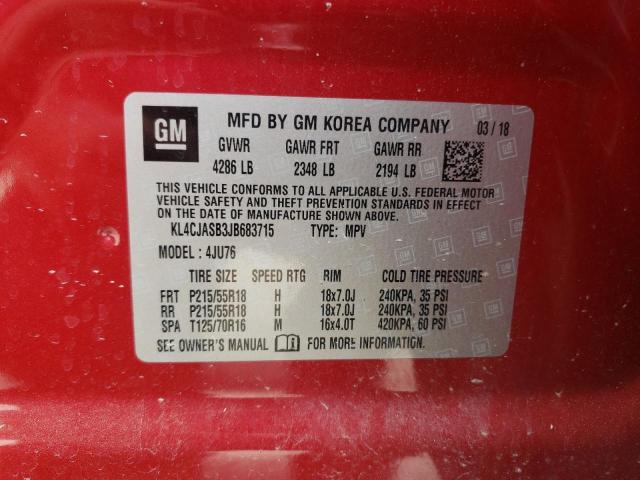 GM MFD BY GM KOREA COMPANY 03/18
GVWR GAWR FRT GAWR RR
4286 LB 2348 LB 2194 LB
THIS VEHICLE CONFORMS TO ALL APPLICABLE U.S. FEDERAL MOTOR
VEHICLE SAFETY AND THEFT PREVENTION STANDARDS IN
EFFECT ON THE DATE OF MANUFACTURE SHOWN ABOVE.
KL4CJASB3JB683715 TYPE: MPV
MODEL: 4JU76
TIRE SIZE SPEED RTG RIM COLD TIRE PRESSURE
FRT P215/55R18 H 18x7.0J 240KPA, 35 PSI
RR P215/55R18 H 18x7.0J 240KPA, 35 PSI
SPA T125/70R16 M 16x4.0T 420KPA, 60 PSI
SEE OWNER'S MANUAL FOR MORE INFORMATION.